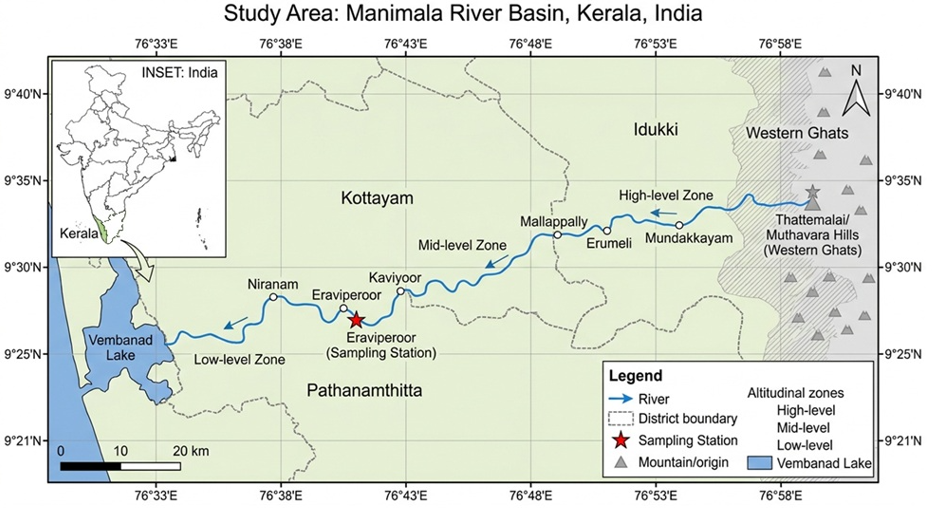 Study Area: Manimala River Basin, Kerala, India
76°33'E 76°38'E 76°43'E 76°48'E 76°53'E 76°58'E
INSET: India
N
9°40'N
9°40'N
Idukki
Western Ghats
9°35'N
9°35'N
Kottayam
High-level Zone
Kerala
Mallappally
Erumeli
Mundakkayam
Thattemalai/
Muthavara Hills
(Western Ghats)
Mid-level Zone
9°30'N
9°30'N
Niranam
Eraviperoor
Kaviyoor
Vembanad
Lake
Low-level Zone
Eraviperoor
(Sampling Station)
9°25'N
9°25'N
Pathanamthitta
Legend
River
District boundary
Sampling Station
Mountain/origin
Altitudinal zones
High-level
Mid-level
Low-level
Vembanad Lake
9°21'N
9°21'N
0 10 20 km
76°33'E 76°38'E 76°43'E 76°48'E 76°53'E 76°58'E